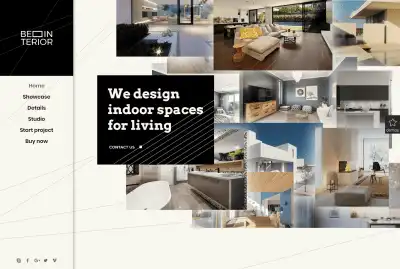 BE IN
TERIOR
Home
Showcase
Details
Studio
Start project
Buy now
We design
indoor spaces
for living
CONTACT US
demos